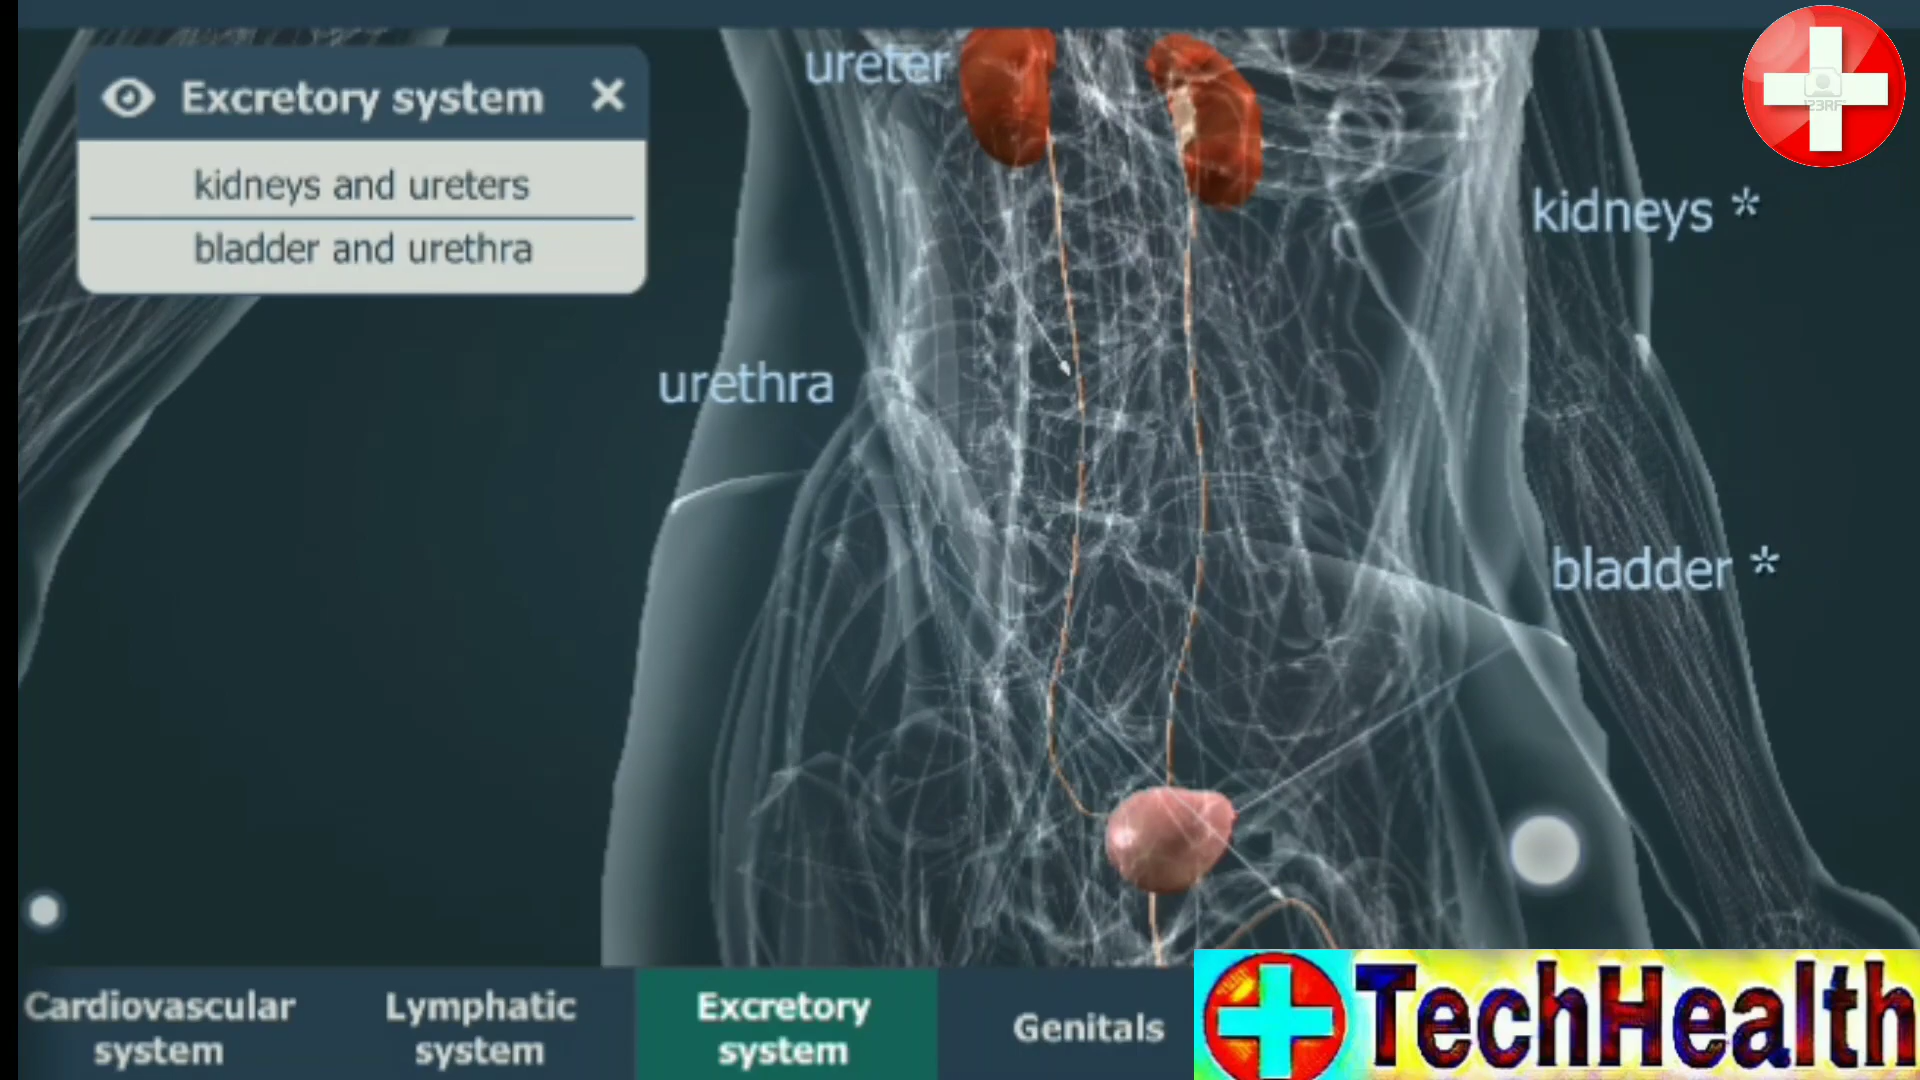 Excretory system
kidneys and ureters
bladder and urethra
ureter
kidneys *
urethra
bladder *
Cardiovascular
system
Lymphatic
system
Excretory
system
Genitals
TechHealth
123RF